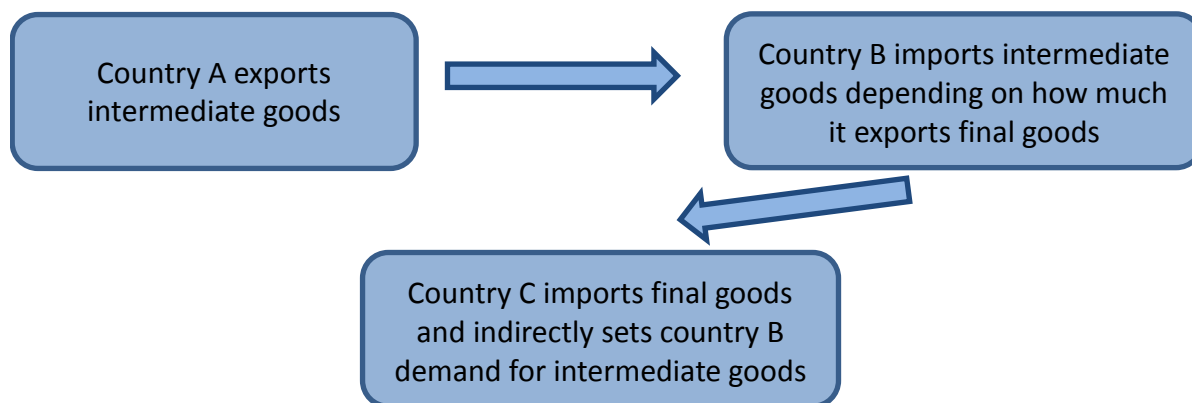 Country A exports
intermediate goods
Country B imports intermediate
goods depending on how much
it exports final goods
Country C imports final goods
and indirectly sets country B
demand for intermediate goods